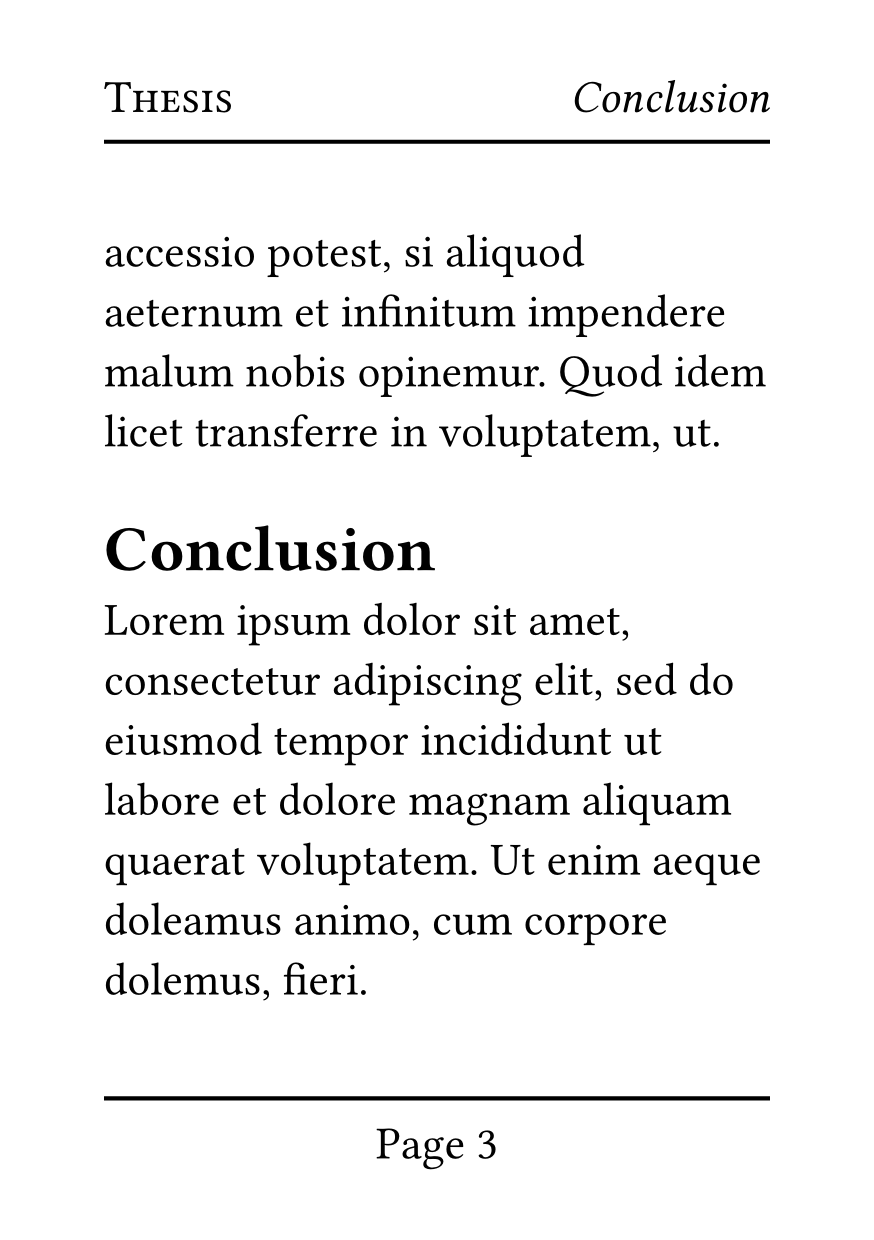 Thesis Conclusion
accessio potest, si aliquod
aeternum et infinitum impendere
malum nobis opinemur. Quod idem
licet transferre in voluptatem, ut.
Conclusion
Lorem ipsum dolor sit amet,
consectetur adipiscing elit, sed do
eiusmod tempor incididunt ut
labore et dolore magnam aliquam
quaerat voluptatem. Ut enim aeque
doleamus animo, cum corpore
dolemus, fieri.
Page 3